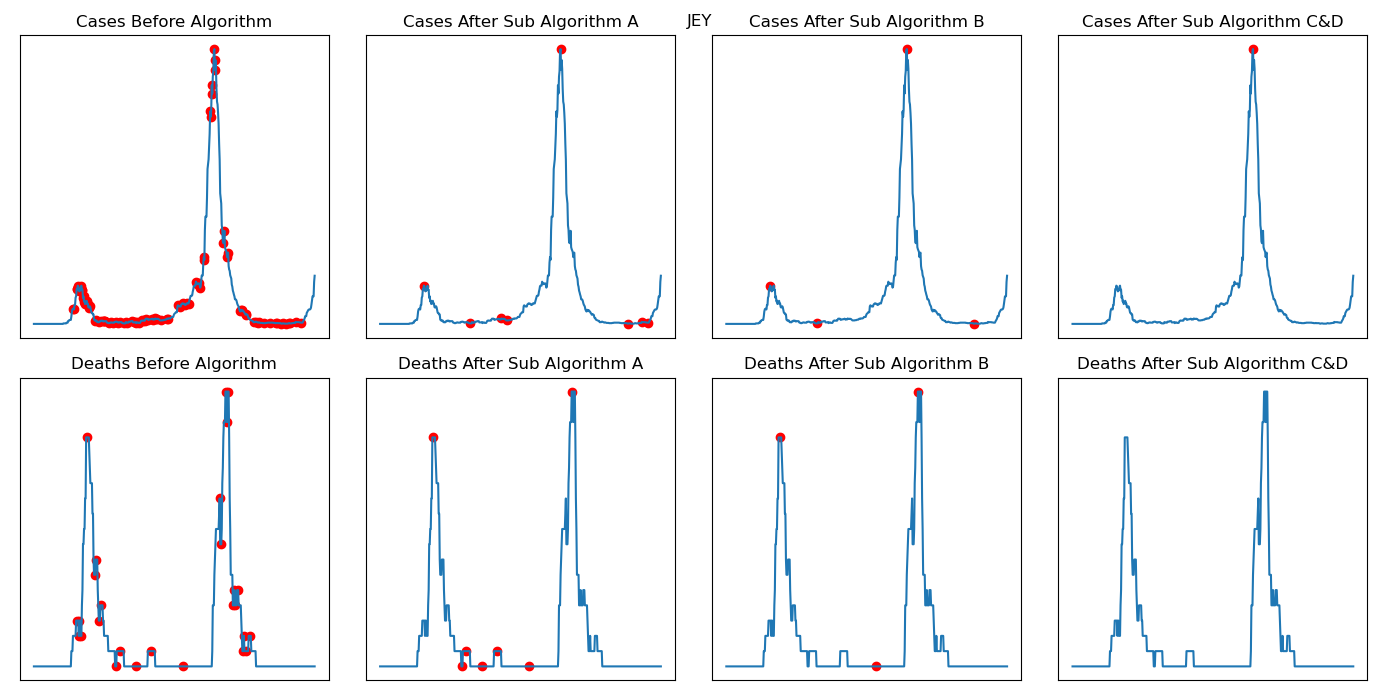 JEY
Cases Before Algorithm
Cases After Sub Algorithm A
Cases After Sub Algorithm B
Cases After Sub Algorithm C&D
Deaths Before Algorithm
Deaths After Sub Algorithm A
Deaths After Sub Algorithm B
Deaths After Sub Algorithm C&D